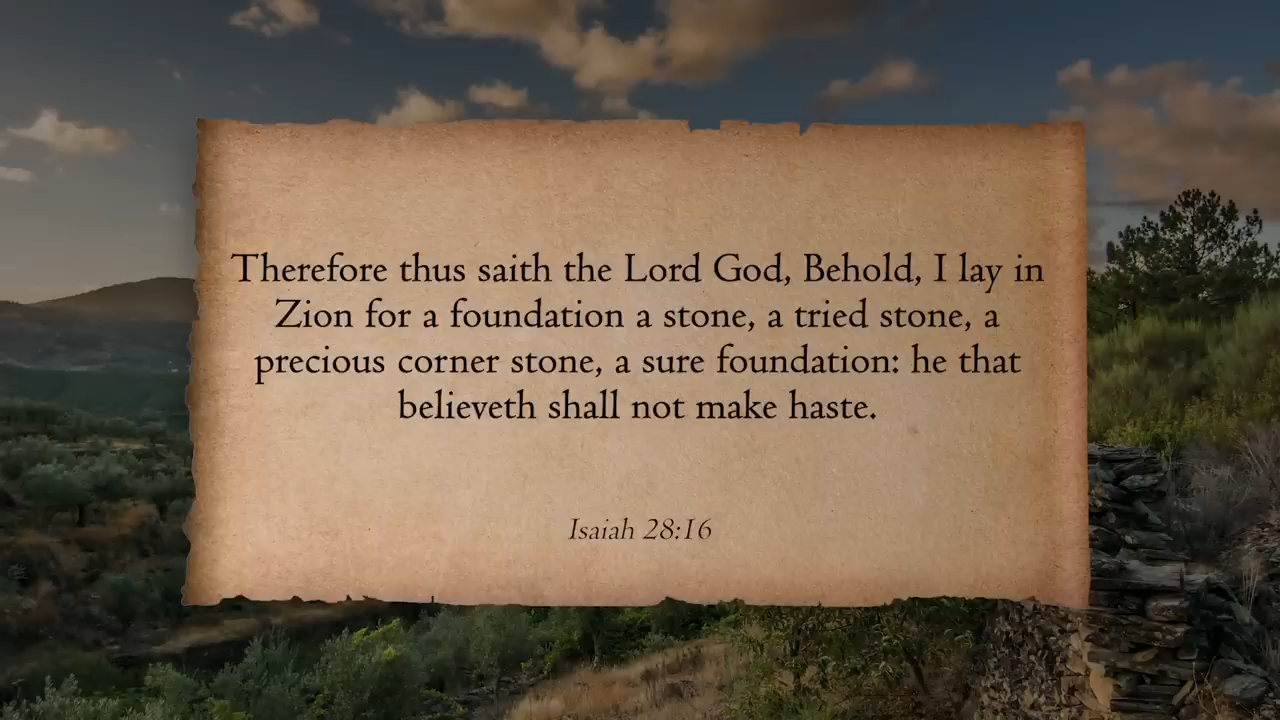 Therefore thus saith the Lord God, Behold, I lay in
Zion for a foundation a stone, a tried stone, a
precious corner stone, a sure foundation: he that
believeth shall not make haste.
Isaiah 28:16